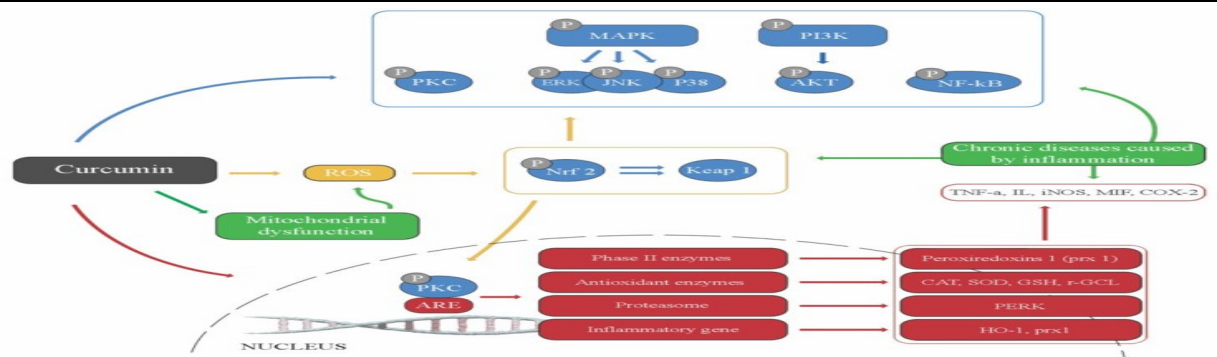 P
MAPK
P
PI3K
P
PKC
P
ERK
P
JNK
P
P38
P
AKT
P
NF-kB
Curcumin
ROS
P
Nrf 2
Keap 1
Chronic diseases caused
by inflammation
TNF-a, IL, iNOS, MIF, COX-2
Mitochondrial
dysfunction
Phase II enzymes
Peroxiredoxins 1 (prx 1)
P
PKC
ARE
Antioxidant enzymes
CAT, SOD, GSH, r-GCL
Proteasome
PERK
Inflammatory gene
HO-1, prx1
NUCLEUS